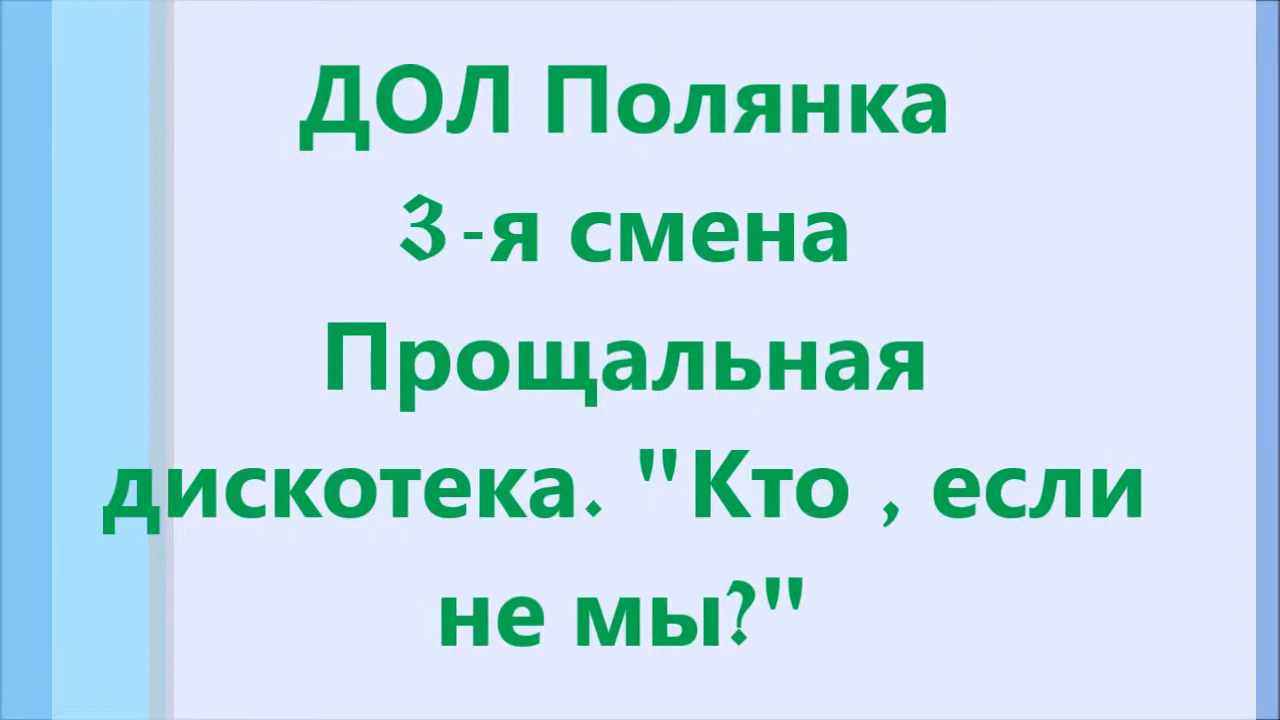 ДОЛ Полянка
3-я смена
Прощальная
дискотека. "Кто , если
не мы?"